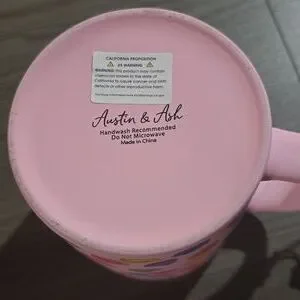 CALIFORNIA PROPOSITION
65 WARNING
WARNING: This product may contain
chemicals known to the state of
California to cause cancer and birth
defects or other reproductive harm.
Austin & Ash
Handwash Recommended
Do Not Microwave
Made in China